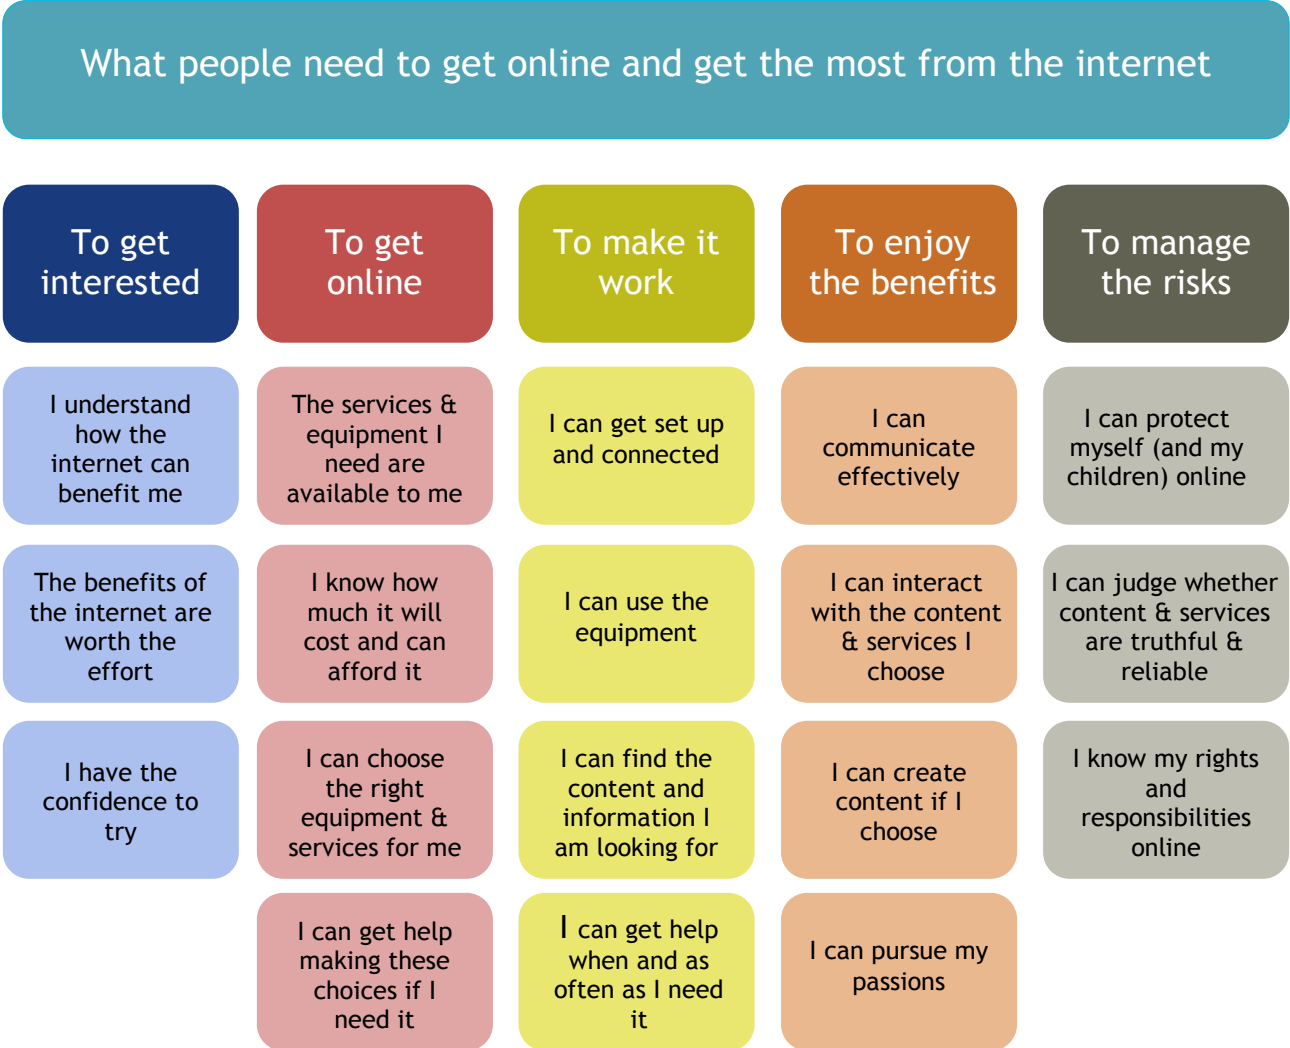 What people need to get online and get the most from the internet
To get
interested
To get
online
To make it
work
To enjoy
the benefits
To manage
the risks
I understand
how the
internet can
benefit me
The services &
equipment I
need are
available to me
I can get set up
and connected
I can
communicate
effectively
I can protect
myself (and my
children) online
The benefits of
the internet are
worth the
effort
I know how
much it will
cost and can
afford it
I can use the
equipment
I can interact
with the content
& services I
choose
I can judge whether
content & services
are truthful &
reliable
I have the
confidence to
try
I can choose
the right
equipment &
services for me
I can find the
content and
information I
am looking for
I can create
content if I
choose
I know my rights
and
responsibilities
online
I can get help
making these
choices if I
need it
I can get help
when and as
often as I need
it
I can pursue my
passions